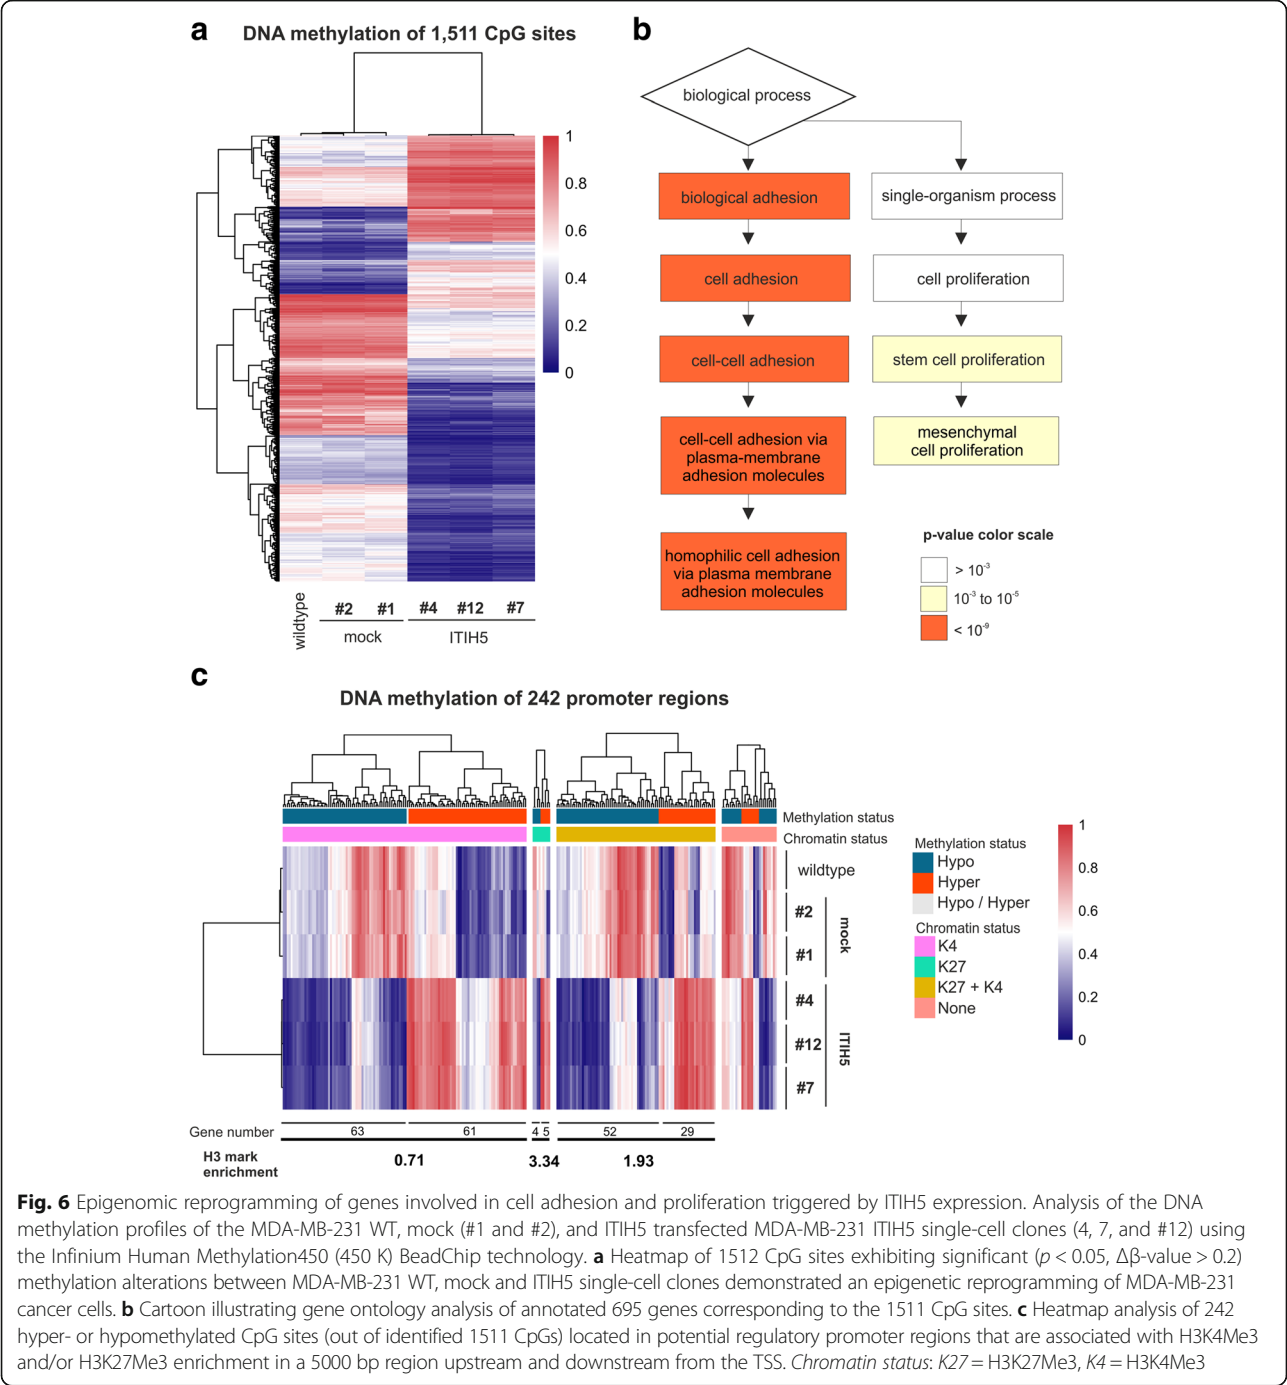 a
DNA methylation of 1,511 CpG sites
1
0.8
0.6
0.4
0.2
0
wildtype
#2
#1
#4
#12
#7
mock
ITIH5
b
biological process
biological adhesion
single-organism process
cell adhesion
cell proliferation
cell-cell adhesion
stem cell proliferation
cell-cell adhesion via
plasma-membrane
adhesion molecules
mesenchymal
cell proliferation
homophilic cell adhesion
via plasma membrane
adhesion molecules
p-value color scale
> 10-3
10-3 to 10-5
< 10-9
c
DNA methylation of 242 promoter regions
Methylation status
Chromatin status
wildtype
#2
#1
mock
#4
#12
#7
ITIH5
Methylation status
Hypo
Hyper
Hypo / Hyper
Chromatin status
K4
K27
K27 + K4
None
1
0.8
0.6
0.4
0.2
0
Gene number
63
61
4 5
52
29
H3 mark
enrichment
0.71
3.34
1.93
Fig. 6 Epigenomic reprogramming of genes involved in cell adhesion and proliferation triggered by ITIH5 expression. Analysis of the DNA
methylation profiles of the MDA-MB-231 WT, mock (#1 and #2), and ITIH5 transfected MDA-MB-231 ITIH5 single-cell clones (4, 7, and #12) using
the Infinium Human Methylation450 (450 K) BeadChip technology. a Heatmap of 1512 CpG sites exhibiting significant (p < 0.05, Δβ-value > 0.2)
methylation alterations between MDA-MB-231 WT, mock and ITIH5 single-cell clones demonstrated an epigenetic reprogramming of MDA-MB-231
cancer cells. b Cartoon illustrating gene ontology analysis of annotated 695 genes corresponding to the 1511 CpG sites. c Heatmap analysis of 242
hyper- or hypomethylated CpG sites (out of identified 1511 CpGs) located in potential regulatory promoter regions that are associated with H3K4Me3
and/or H3K27Me3 enrichment in a 5000 bp region upstream and downstream from the TSS. Chromatin status: K27 = H3K27Me3, K4 = H3K4Me3